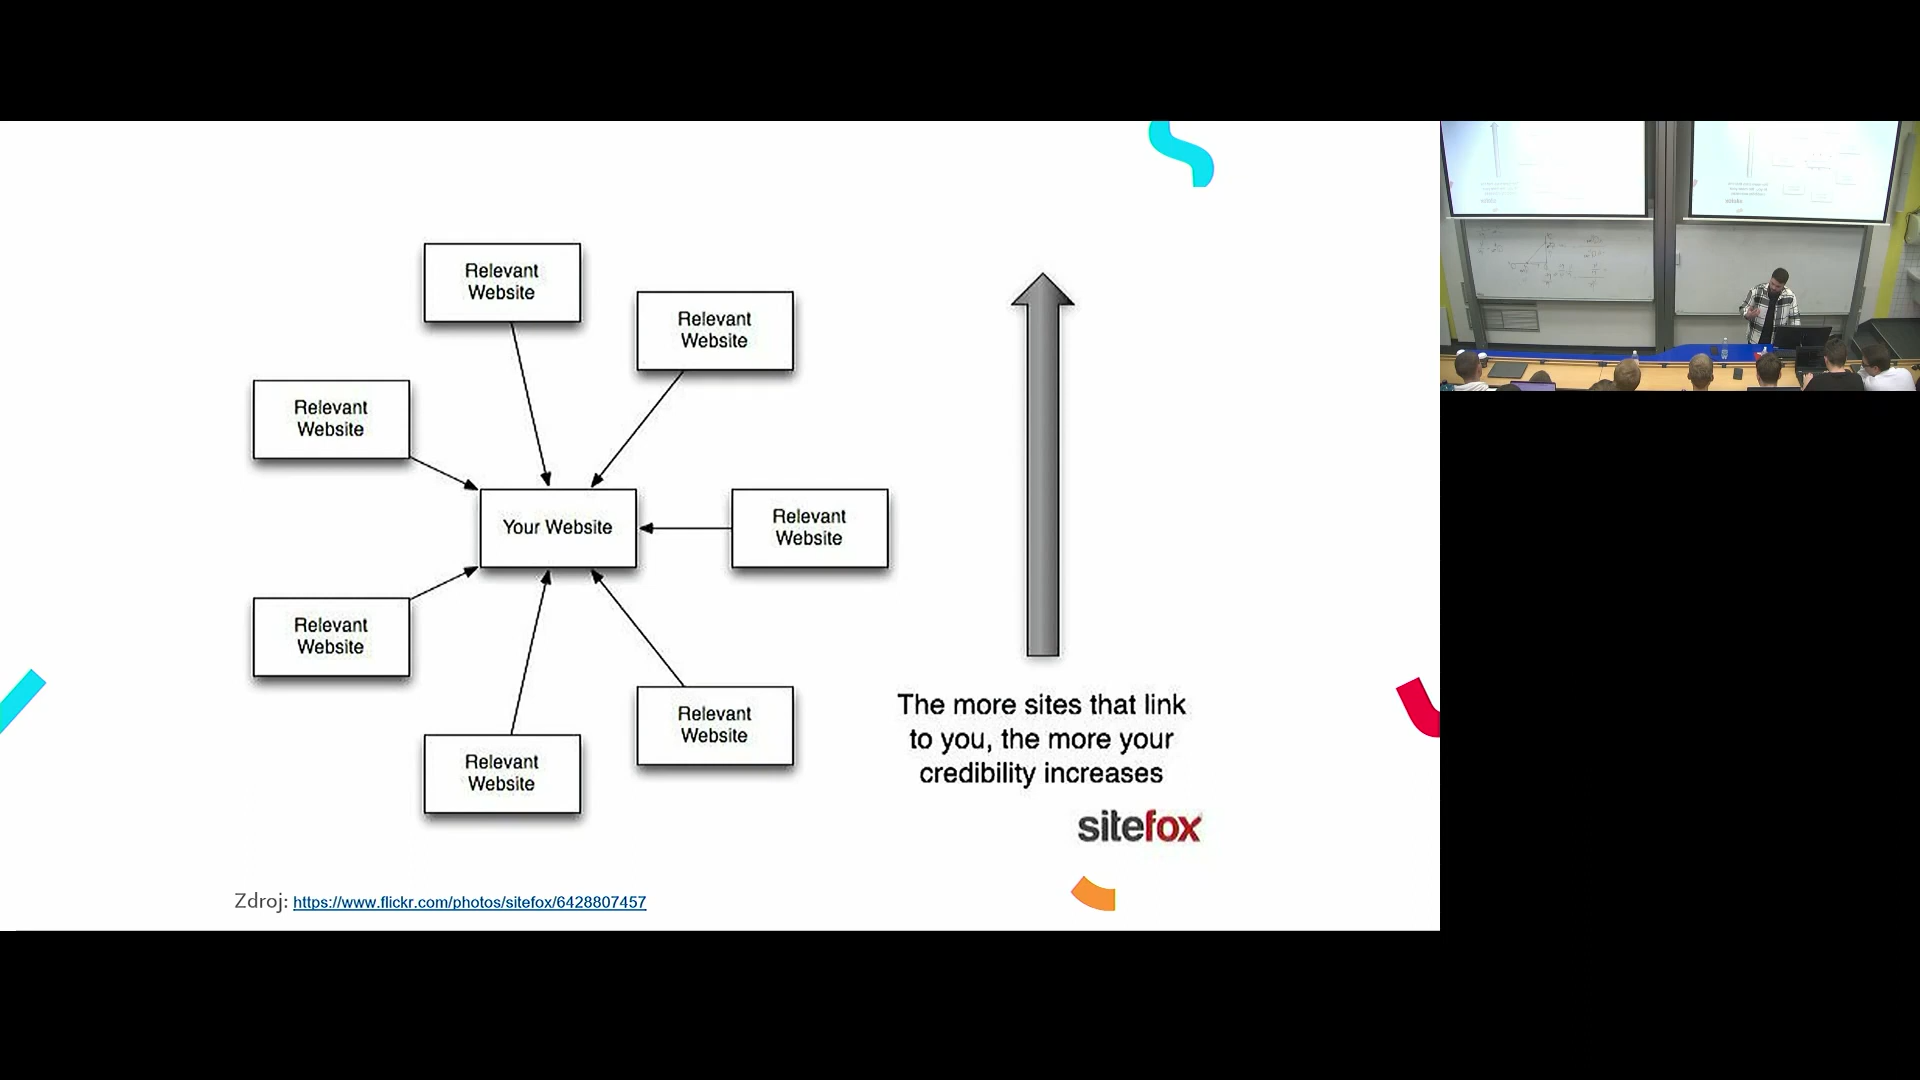 Relevant
Website
Relevant
Website
Relevant
Website
Your Website
Relevant
Website
Relevant
Website
Relevant
Website
Relevant
Website
The more sites that link
to you, the more your
credibility increases
sitefox
Zdroj: https://www.flickr.com/photos/sitefox/6428807457